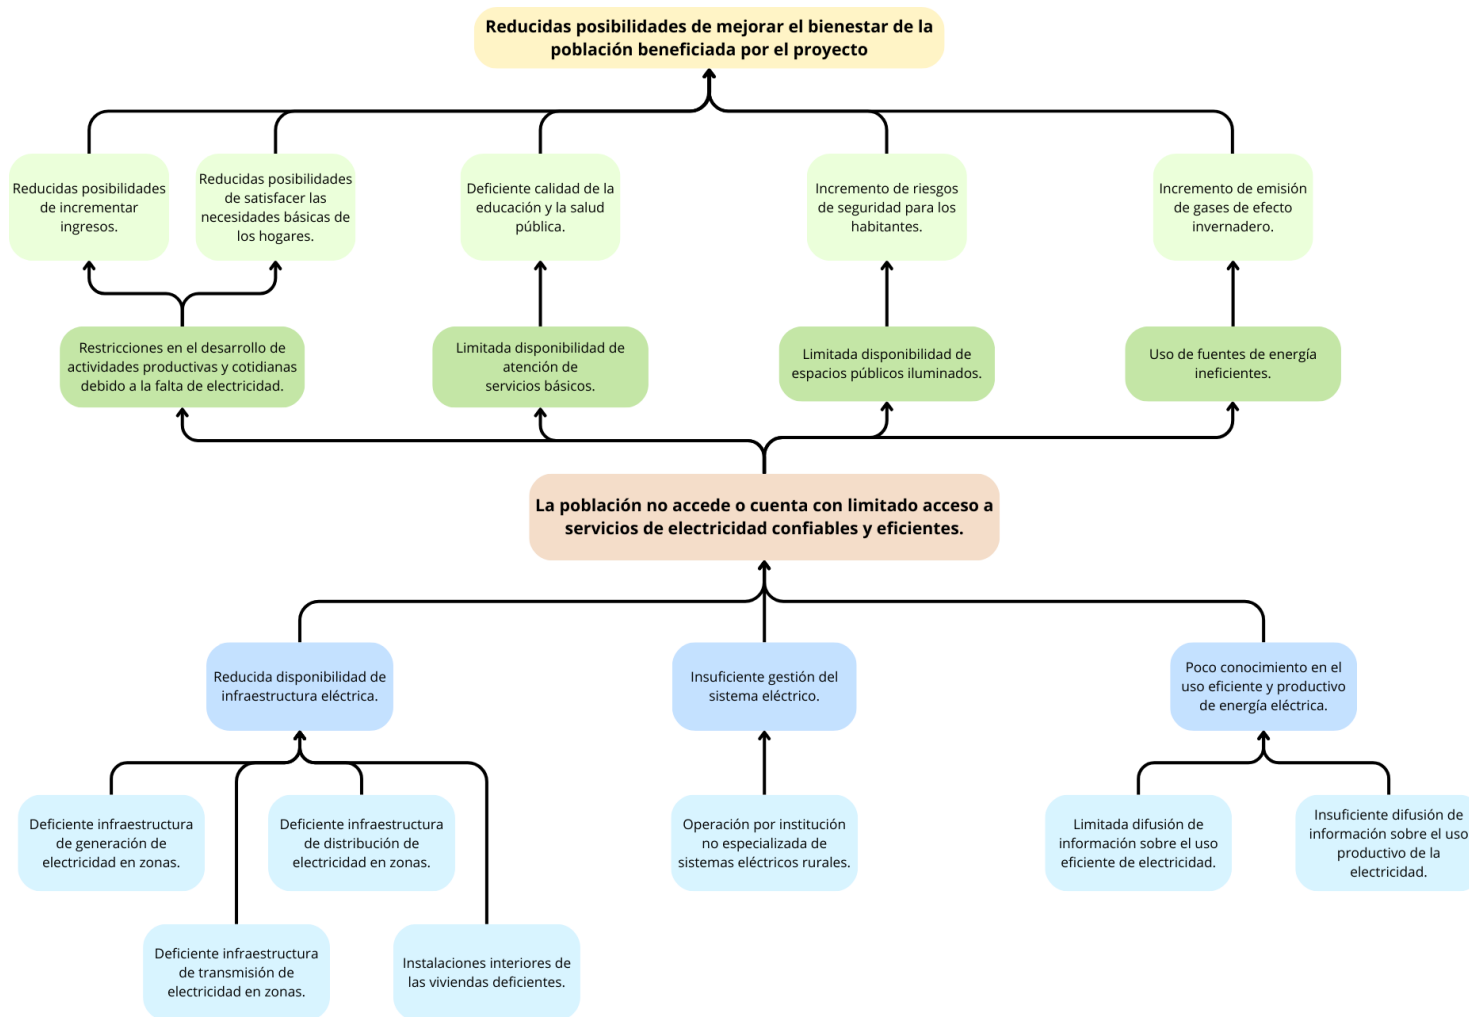 Reducidas posibilidades de mejorar el bienestar de la
población beneficiada por el proyecto
Reducidas posibilidades
de incrementar
ingresos.
Reducidas posibilidades
de satisfacer las
necesidades básicas de
los hogares.
Deficiente calidad de la
educación y la salud
pública.
Incremento de riesgos
de seguridad para los
habitantes.
Incremento de emisión
de gases de efecto
invernadero.
Restricciones en el desarrollo de
actividades productivas y cotidianas
debido a la falta de electricidad.
Limitada disponibilidad de
atención de
servicios básicos.
Limitada disponibilidad de
espacios públicos iluminados.
Uso de fuentes de energía
ineficientes.
La población no accede o cuenta con limitado acceso a
servicios de electricidad confiables y eficientes.
Reducida disponibilidad de
infraestructura eléctrica.
Insuficiente gestión del
sistema eléctrico.
Poco conocimiento en el
uso eficiente y productivo
de energía eléctrica.
Deficiente infraestructura
de generación de
electricidad en zonas.
Deficiente infraestructura
de distribución de
electricidad en zonas.
Operación por institución
no especializada de
sistemas eléctricos rurales.
Limitada difusión de
información sobre el uso
eficiente de electricidad.
Insuficiente difusión de
información sobre el uso
productivo de la
electricidad.
Deficiente infraestructura
de transmisión de
electricidad en zonas.
Instalaciones interiores de
las viviendas deficientes.